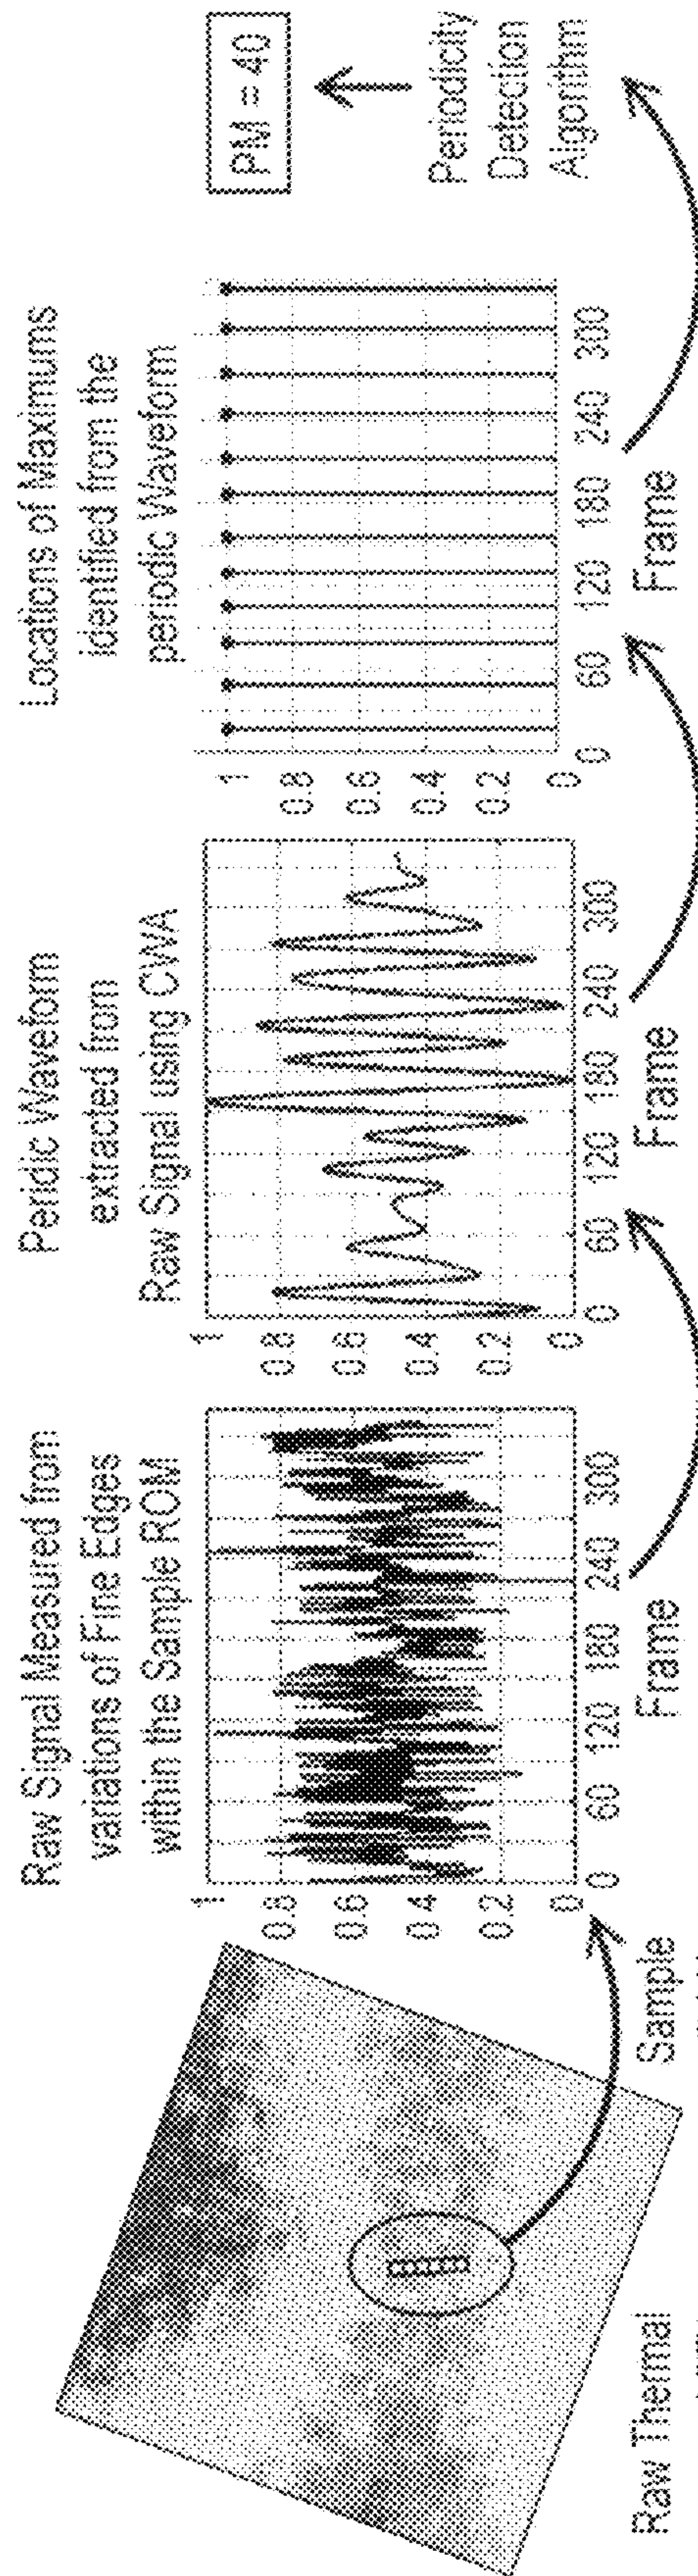 Raw Thermal
Sample
Raw Signal Measured from
variations of Fine Edges
within the Sample ROM
1
0.8
0.6
0.4
0.2
0
0 60 120 180 240 300
Frame
Peridic Waveform
extracted from
Raw Signal using CWA
1
0.8
0.6
0.4
0.2
0
0 60 120 180 240 300
Frame
Locations of Maximums
identified from the
periodic Waveform
1
0.8
0.6
0.4
0.2
0
0 60 120 180 240 300
Frame
PM = 40
Periodicity
Detection
Algorithm